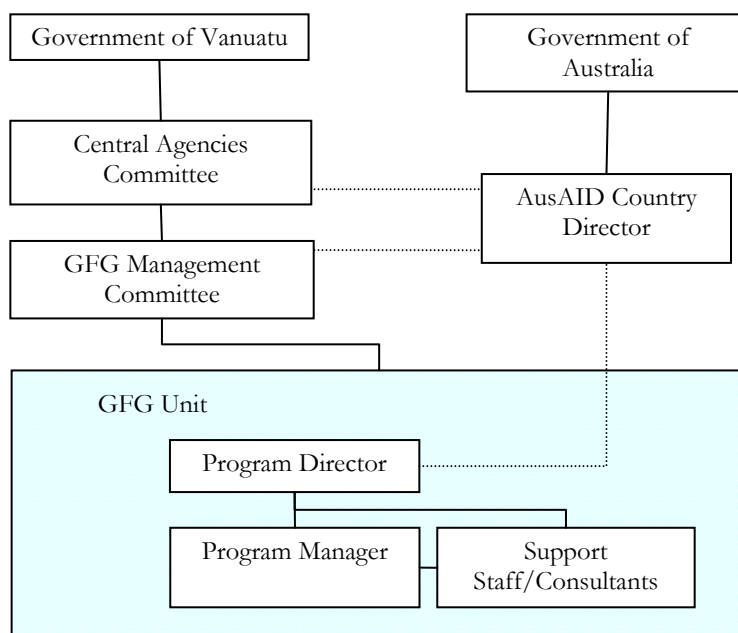 Government of Vanuatu
Government of
Australia
Central Agencies
Committee
AusAID Country
Director
GFG Management
Committee
GFG Unit
Program Director
Program Manager
Support
Staff/Consultants